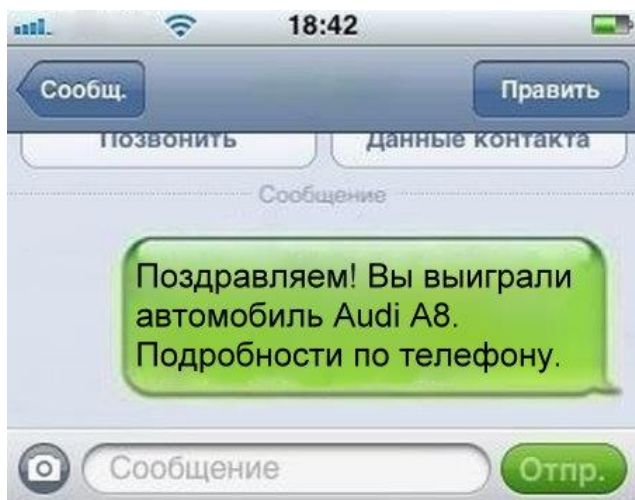 18:42
Сообщ.
Править
Позвонить
Данные контакта
Сообщение
Поздравляем! Вы выиграли
автомобиль Audi A8.
Подробности по телефону.
Сообщение
Отпр.